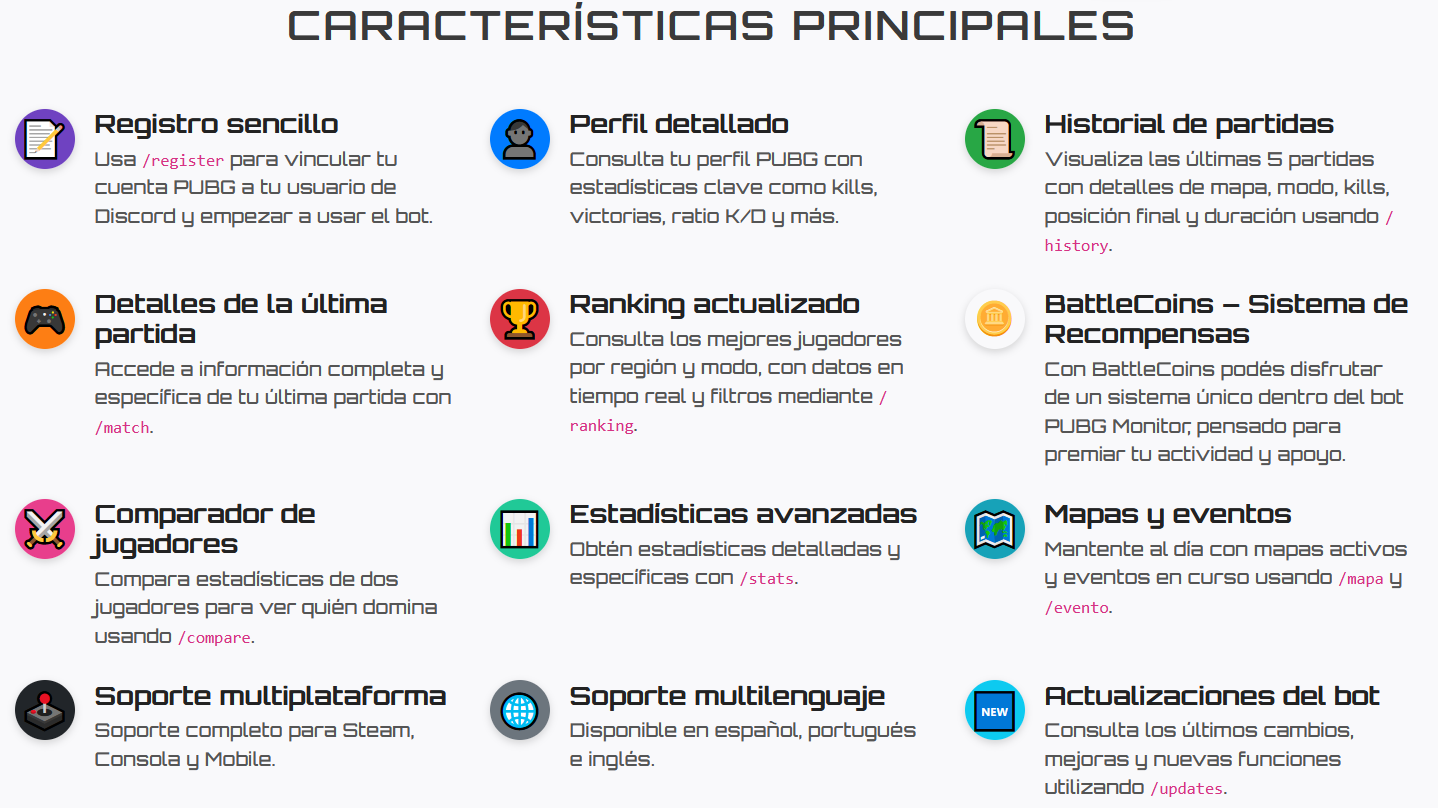 CARACTERÍSTICAS PRINCIPALES
Registro sencillo
Usa /register para vincular tu
cuenta PUBG a tu usuario de
Discord y empezar a usar el bot.
Perfil detallado
Consulta tu perfil PUBG con
estadísticas clave como kills,
victorias, ratio K/D y más.
Historial de partidas
Visualiza las últimas 5 partidas
con detalles de mapa, modo, kills,
posición final y duración usando /
history.
Detalles de la última
partida
Accede a información completa y
específica de tu última partida con
/match.
Ranking actualizado
Consulta los mejores jugadores
por región y modo, con datos en
tiempo real y filtros mediante /
ranking.
BattleCoins – Sistema de
Recompensas
Con BattleCoins podés disfrutar
de un sistema único dentro del bot
PUBG Monitor, pensado para
premiar tu actividad y apoyo.
Comparador de
jugadores
Compara estadísticas de dos
jugadores para ver quién domina
usando /compare.
Estadísticas avanzadas
Obtén estadísticas detalladas y
específicas con /stats.
Mapas y eventos
Mantente al día con mapas activos
y eventos en curso usando /mapa y
/evento.
Soporte multiplataforma
Soporte completo para Steam,
Consola y Mobile.
Soporte multilenguaje
Disponible en español, portugués
e inglés.
NEW
Actualizaciones del bot
Consulta los últimos cambios,
mejoras y nuevas funciones
utilizando /updates.